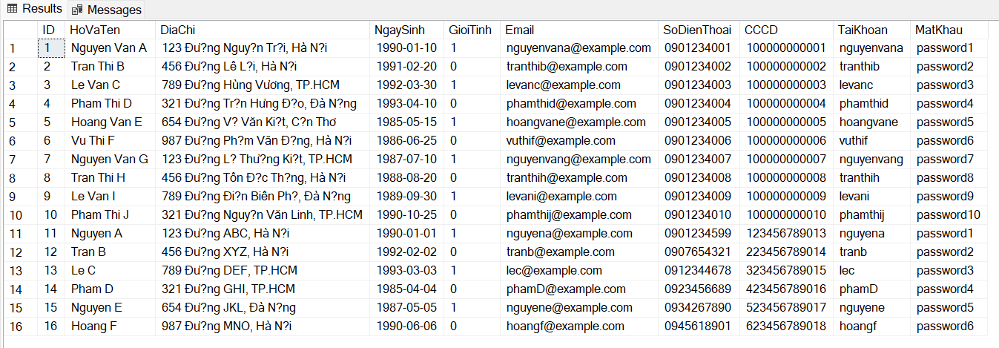 Results Messages
ID HoVaTen DiaChi NgaySinh GioiTinh Email SoDienThoai CCCD TaiKhoan MatKhau
1 1 Nguyen Van A 123 Đư?ng Nguy?n Tr?i, Hà N?i 1990-01-10 1 nguyenvana@example.com 0901234001 100000000001 nguyenvana password1
2 2 Tran Thi B 456 Đư?ng Lê L?i, Hà N?i 1991-02-20 0 tranthib@example.com 0901234002 100000000002 tranthib password2
3 3 Le Van C 789 Đư?ng Hùng Vương, TP.HCM 1992-03-30 1 levanc@example.com 0901234003 100000000003 levanc password3
4 4 Pham Thi D 321 Đư?ng Tr?n Hưng Đ?o, Đà N?ng 1993-04-10 0 phamthid@example.com 0901234004 100000000004 phamthid password4
5 5 Hoang Van E 654 Đư?ng V? Văn Ki?t, C?n Thơ 1985-05-15 1 hoangvane@example.com 0901234005 100000000005 hoangvane password5
6 6 Vu Thi F 987 Đư?ng Ph?m Văn Đ?ng, Hà N?i 1986-06-25 0 vuthif@example.com 0901234006 100000000006 vuthif password6
7 7 Nguyen Van G 123 Đư?ng L? Thư?ng Ki?t, TP.HCM 1987-07-10 1 nguyenvang@example.com 0901234007 100000000007 nguyenvang password7
8 8 Tran Thi H 456 Đư?ng Tôn Đ?c Th?ng, Hà N?i 1988-08-20 0 tranthih@example.com 0901234008 100000000008 tranthih password8
9 9 Le Van I 789 Đư?ng Đi?n Biên Ph?, Đà N?ng 1989-09-30 1 levani@example.com 0901234009 100000000009 levani password9
10 10 Pham Thi J 321 Đư?ng Nguy?n Văn Linh, TP.HCM 1990-10-25 0 phamthij@example.com 0901234010 100000000010 phamthij password10
11 11 Nguyen A 123 Đư?ng ABC, Hà N?i 1990-01-01 1 nguyena@example.com 0901234599 123456789013 nguyena password1
12 12 Tran B 456 Đư?ng XYZ, Hà N?i 1992-02-02 0 tranb@example.com 0907654321 223456789014 tranb password2
13 13 Le C 789 Đư?ng DEF, TP.HCM 1993-03-03 1 lec@example.com 0912344678 323456789015 lec password3
14 14 Pham D 321 Đư?ng GHI, TP.HCM 1985-04-04 0 phamD@example.com 0923456689 423456789016 phamD password4
15 15 Nguyen E 654 Đư?ng JKL, Đà N?ng 1987-05-05 1 nguyene@example.com 0934267890 523456789017 nguyene password5
16 16 Hoang F 987 Đư?ng MNO, Hà N?i 1990-06-06 0 hoangf@example.com 0945618901 623456789018 hoangf password6